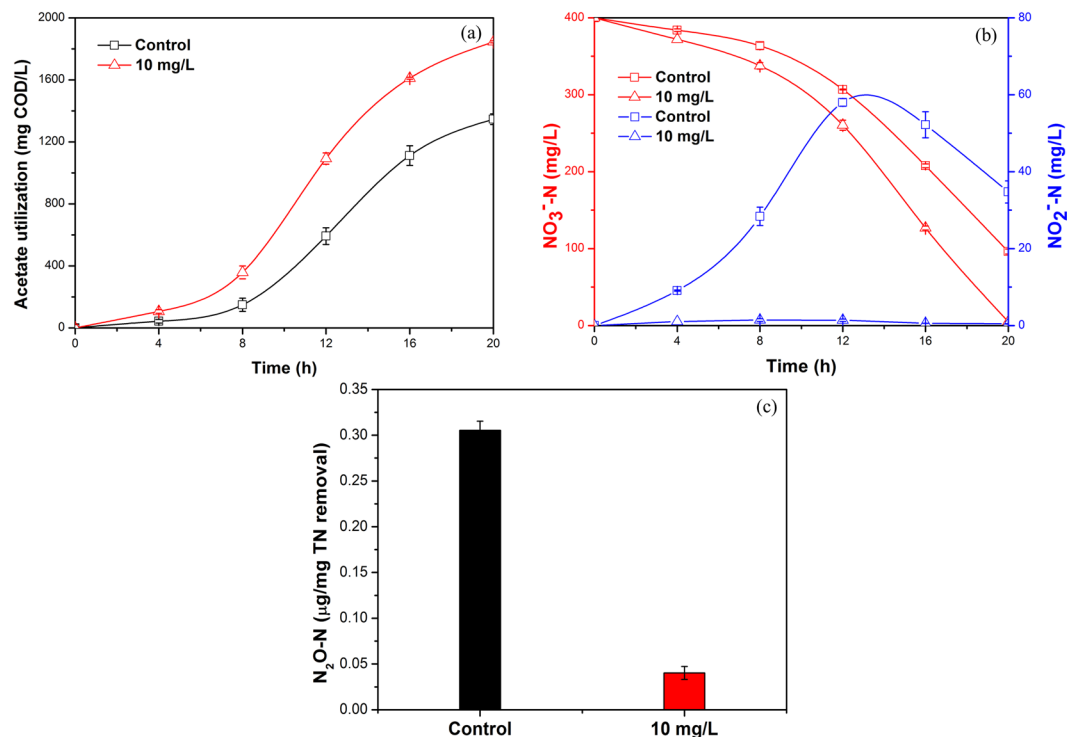 (a)
Control
10 mg/L
Acetate utilization (mg COD/L)
2000
1600
1200
800
400
0
0 4 8 12 16 20
Time (h)
(b)
Control
10 mg/L
Control
10 mg/L
NO₃⁻-N (mg/L)
400
300
200
100
0
NO₂⁻-N (mg/L)
80
60
40
20
0
0 4 8 12 16 20
Time (h)
(c)
N₂O-N (μg/mg TN removal)
0.35
0.30
0.25
0.20
0.15
0.10
0.05
0.00
Control 10 mg/L